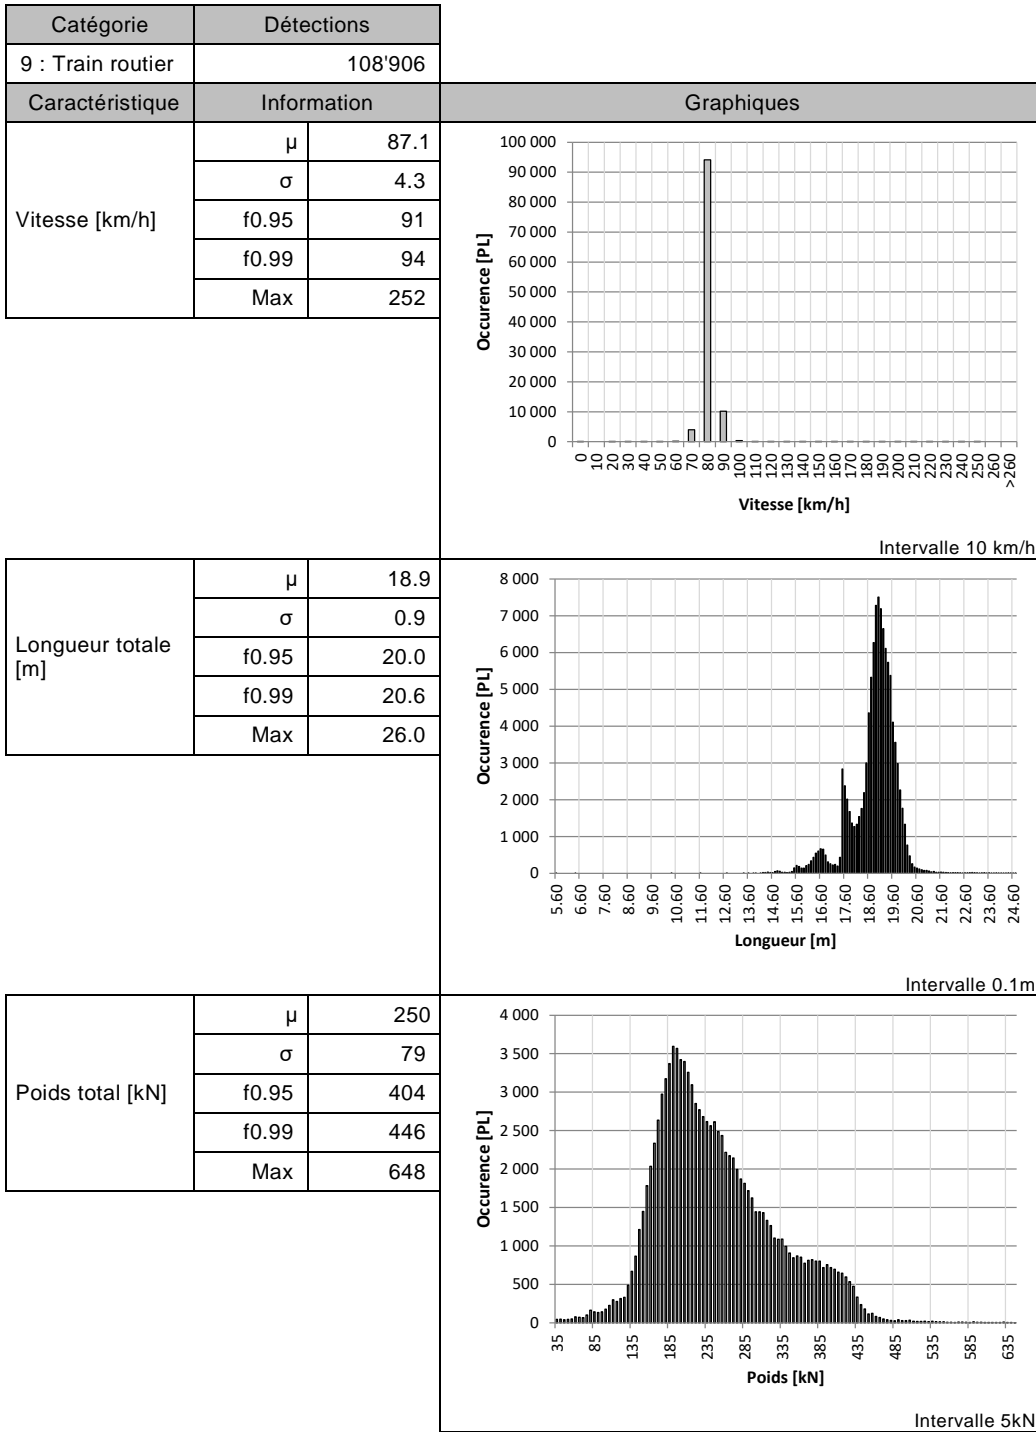 Catégorie Détections
9 : Train routier 108'906
Caractéristique Information Graphiques
Vitesse [km/h]
μ 87.1
σ 4.3
f0.95 91
f0.99 94
Max 252
100 000
90 000
80 000
70 000
60 000
50 000
40 000
30 000
20 000
10 000
0
Occurence [PL]
0 10 20 30 40 50 60 70 80 90 100 110 120 130 140 150 160 170 180 190 200 210 220 230 240 250 260 >260
Vitesse [km/h]
Intervalle 10 km/h
Longueur totale
[m]
μ 18.9
σ 0.9
f0.95 20.0
f0.99 20.6
Max 26.0
8 000
7 000
6 000
5 000
4 000
3 000
2 000
1 000
0
Occurence [PL]
5.60 6.60 7.60 8.60 9.60 10.60 11.60 12.60 13.60 14.60 15.60 16.60 17.60 18.60 19.60 20.60 21.60 22.60 23.60 24.60
Longueur [m]
Intervalle 0.1m
Poids total [kN]
μ 250
σ 79
f0.95 404
f0.99 446
Max 648
4 000
3 500
3 000
2 500
2 000
1 500
1 000
500
0
Occurence [PL]
35 85 135 185 235 285 335 385 435 485 535 585 635
Poids [kN]
Intervalle 5kN